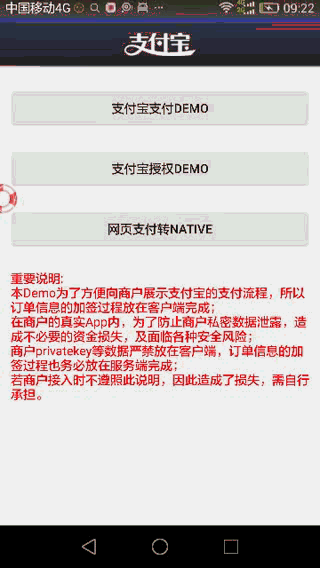 中国移动4G 09:22
支付宝
支付宝支付DEMO
支付宝授权DEMO
网页支付转NATIVE
重要说明:
本Demo为了方便向商户展示支付宝的支付流程，所以
订单信息的加签过程放在客户端完成；
在商户的真实App内，为了防止商户私密数据泄露，造
成不必要的资金损失，及面临各种安全风险；
商户privatekey等数据严禁放在客户端，订单信息的加
签过程也务必放在服务端完成；
若商户接入时不遵照此说明，因此造成了损失，需自行
承担。